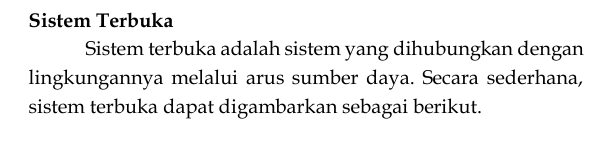 Sistem Terbuka
Sistem terbuka adalah sistem yang dihubungkan dengan
lingkungannya melalui arus sumber daya. Secara sederhana,
sistem terbuka dapat digambarkan sebagai berikut.